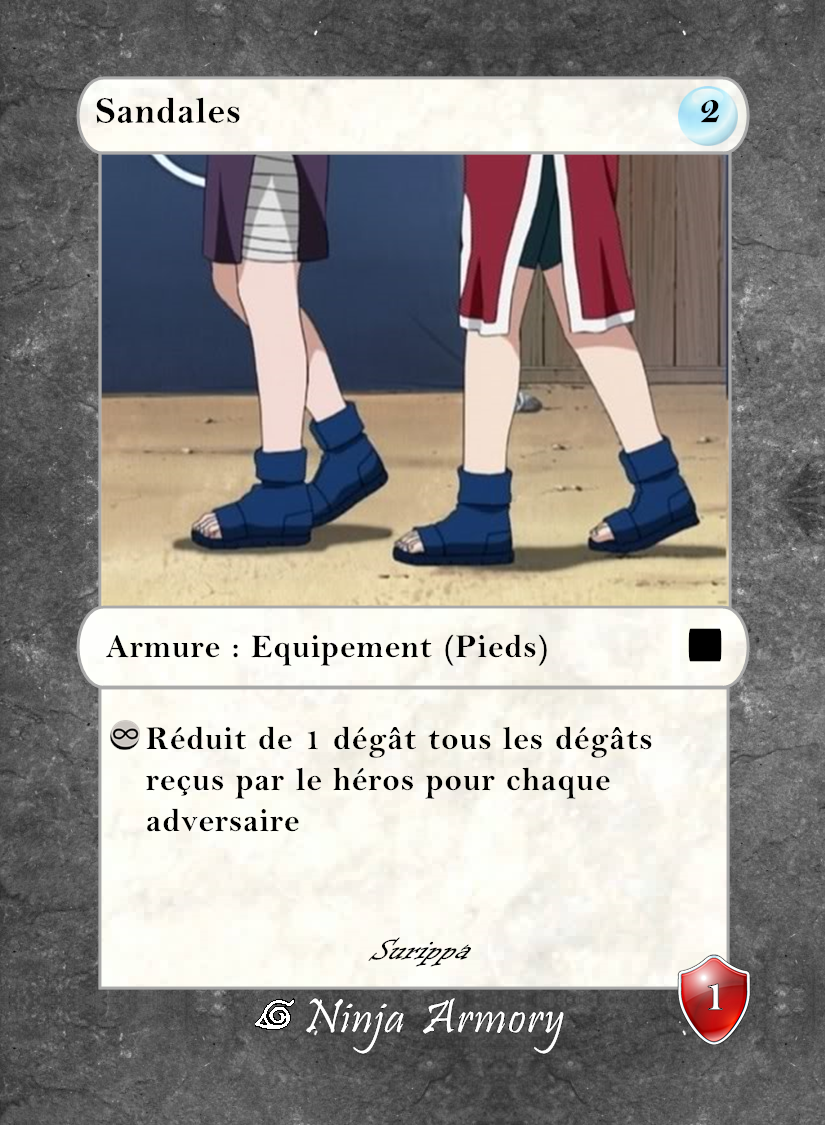 Sandales
2
Armure : Equipement (Pieds)
Réduit de 1 dégât tous les dégâts
reçus par le héros pour chaque
adversaire
Surippa
Ninja Armory
1